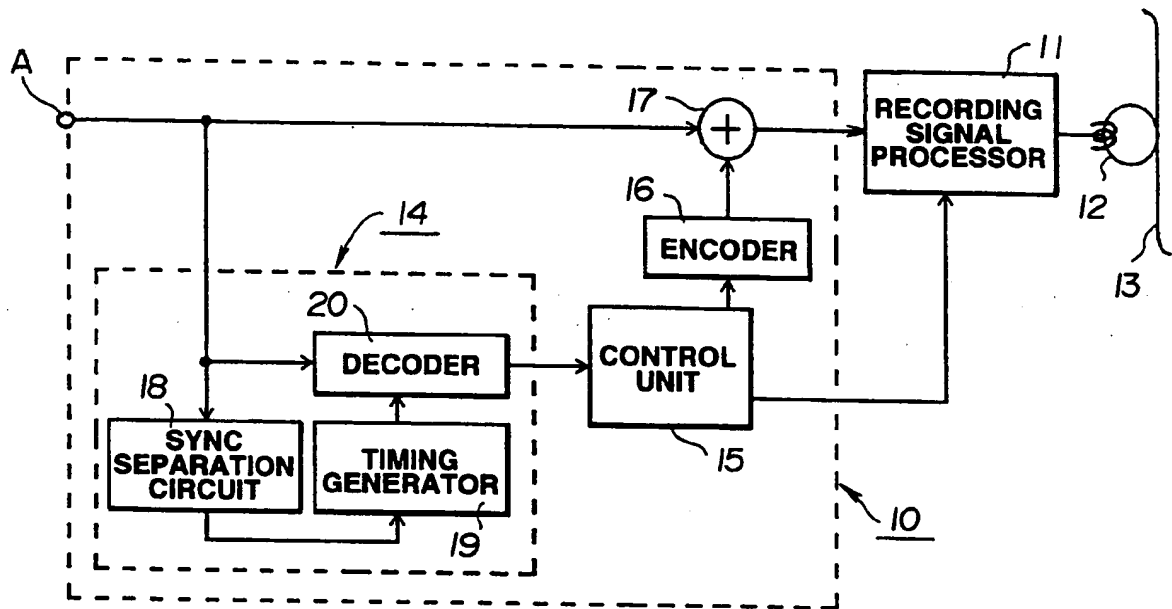 A
11
17
RECORDING
SIGNAL
PROCESSOR
12
13
16
ENCODER
14
20
DECODER
CONTROL
UNIT
15
18
SYNC
SEPARATION
CIRCUIT
TIMING
GENERATOR
19
10